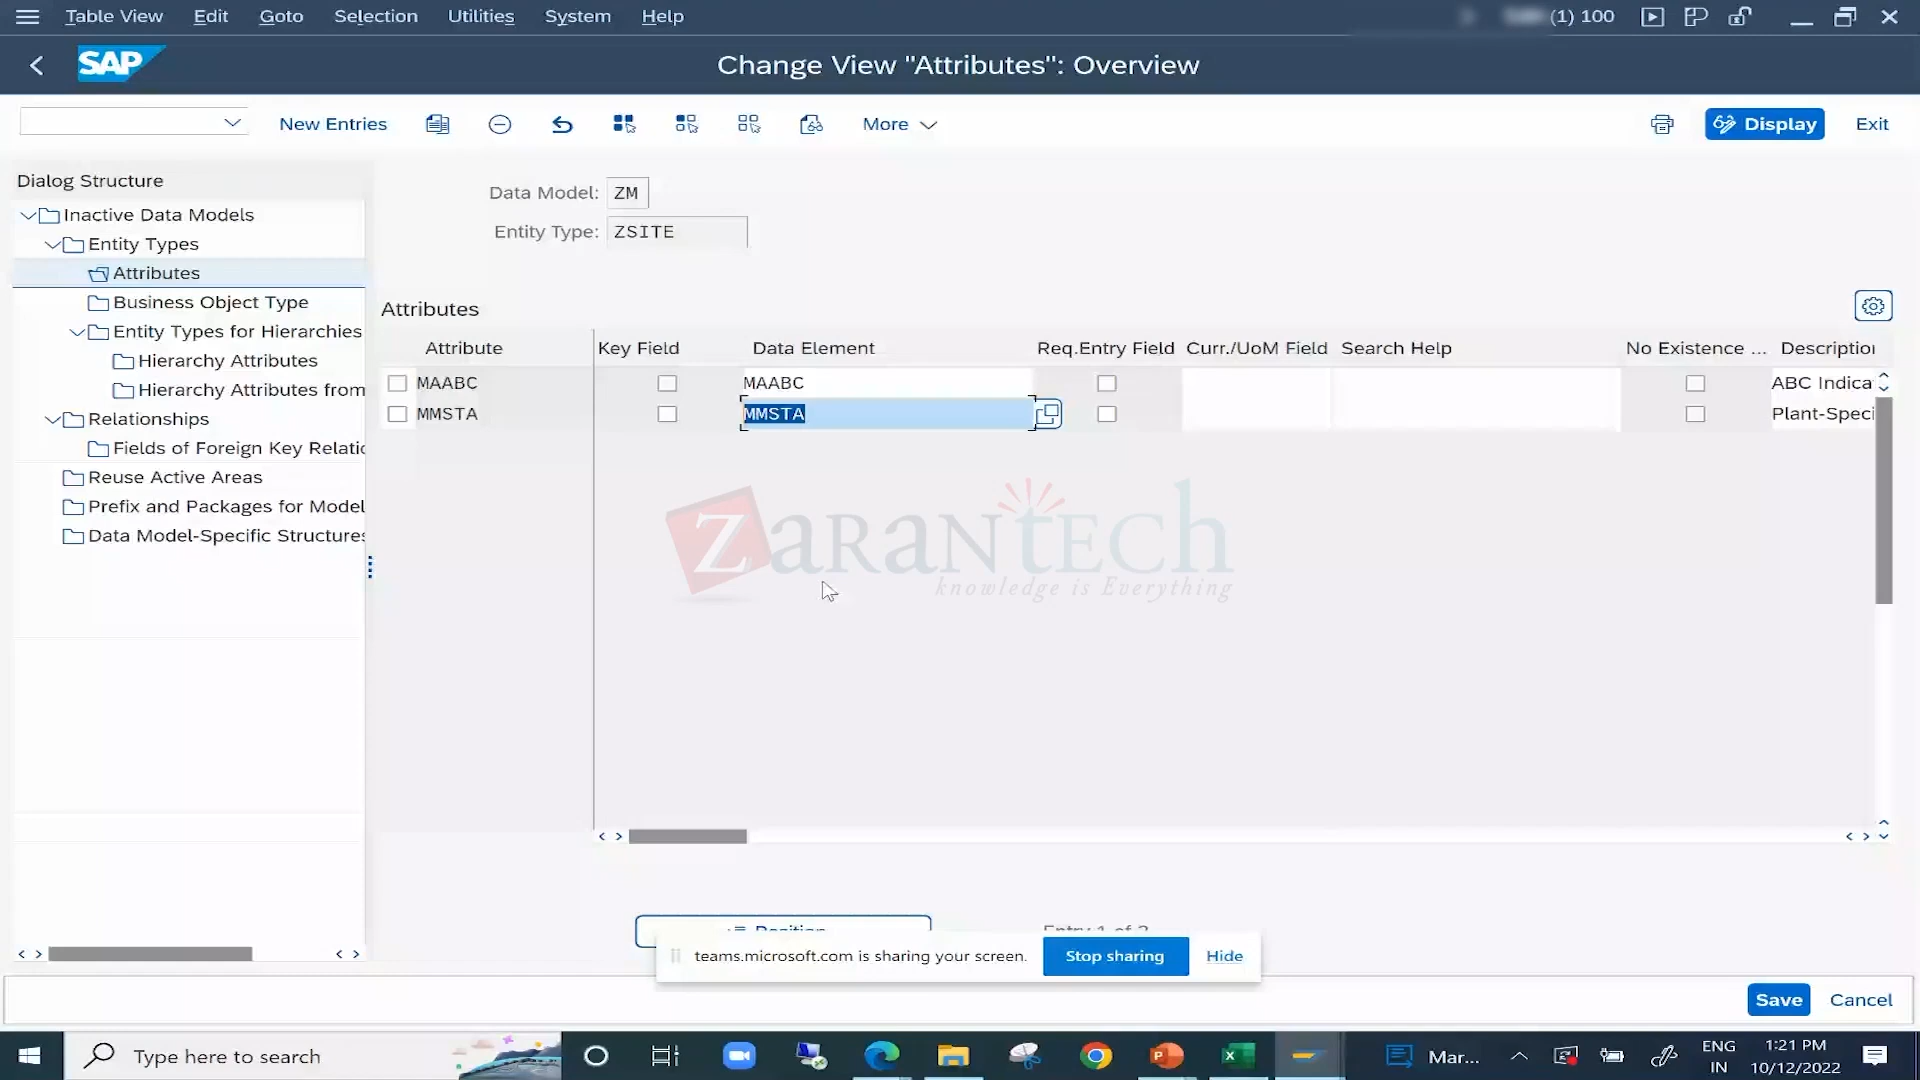 Table View Edit Goto Selection Utilities System Help (1) 100
SAP Change View "Attributes": Overview
New Entries More Display Exit
Dialog Structure
Inactive Data Models
Entity Types
Attributes
Business Object Type
Entity Types for Hierarchies
Hierarchy Attributes
Hierarchy Attributes from
Relationships
Fields of Foreign Key Relatic
Reuse Active Areas
Prefix and Packages for Model
Data Model-Specific Structures
Data Model: ZM
Entity Type: ZSITE
Attributes
Attribute Key Field Data Element Req.Entry Field Curr./UoM Field Search Help No Existence ... Description
MAABC MAABC ABC Indica
MMSTA MMSTA Plant-Speci
ZaranTech
knowledge is Everything
Position Entry 1 of 2
teams.microsoft.com is sharing your screen. Stop sharing Hide
Save Cancel
Type here to search Mar... ENG 1:21 PM
IN 10/12/2022